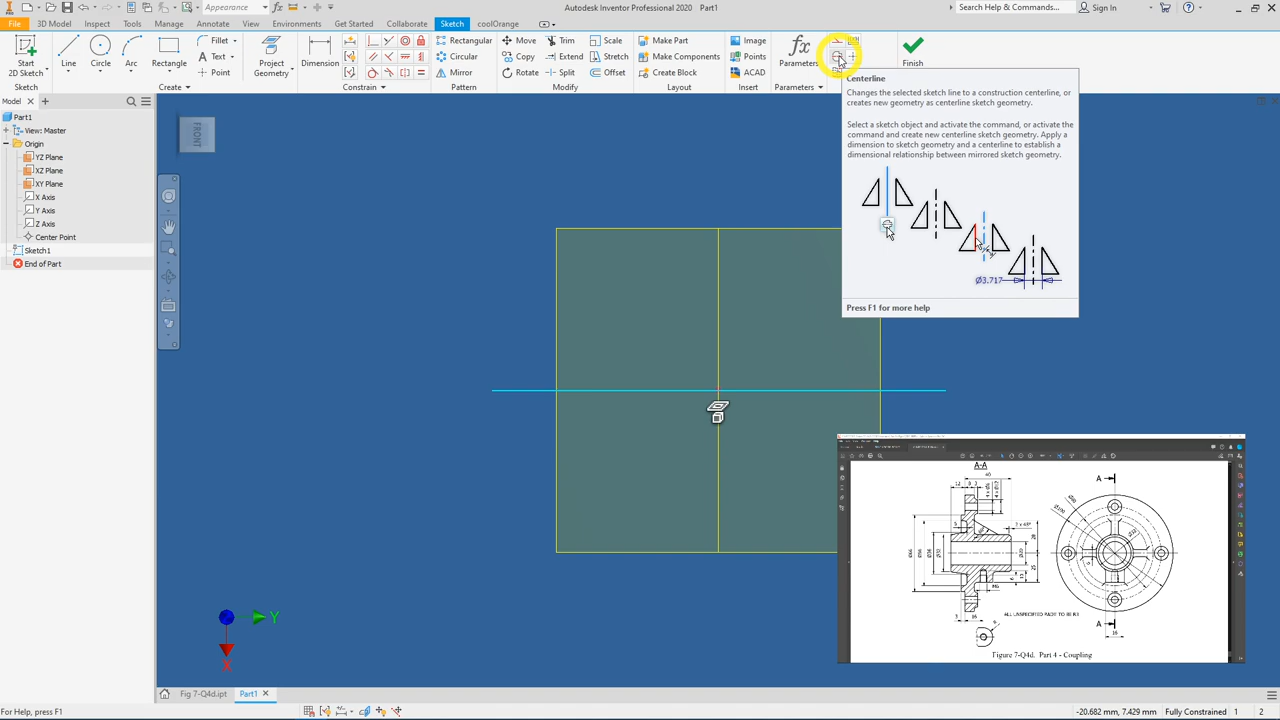 Appearance
Autodesk Inventor Professional 2020 Part1
Search Help & Commands...
Sign In
File 3D Model Inspect Tools Manage Annotate View Environments Get Started Collaborate Sketch coolOrange
Start 2D Sketch
Line Circle Arc Rectangle
Fillet
Text
Point
Project Geometry
Dimension
Rectangular
Circular
Mirror
Move Trim Scale
Copy Extend Stretch
Rotate Split Offset
Make Part
Make Components
Create Block
Image
Points
ACAD
fx
Parameters
Finish
Sketch Create Constrain Pattern Modify Layout Insert Parameters
Model
Part1
View: Master
Origin
YZ Plane
XZ Plane
XY Plane
X Axis
Y Axis
Z Axis
Center Point
Sketch1
End of Part
FRONT
Centerline
Changes the selected sketch line to a construction centerline, or
creates new geometry as centerline sketch geometry.
Select a sketch object and activate the command, or activate the
command and create new centerline sketch geometry. Apply a
dimension to sketch geometry and a centerline to establish a
dimensional relationship between mirrored sketch geometry.
Ø3.717
Press F1 for more help
A-A
40
12
A
M6
ALL UNSPECIFIED RADII TO BE R3
3 16
A
16
Figure 7-Q4d. Part 4 - Coupling
Y
X
Fig 7-Q4d.ipt Part1
For Help, press F1
-20.682 mm, 7.429 mm Fully Constrained 1 2